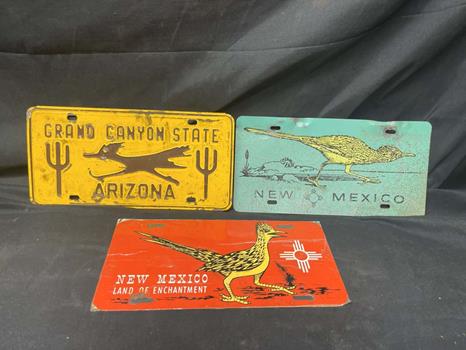 GRAND CANYON STATE
ARIZONA
NEW MEXICO
NEW MEXICO
LAND OF ENCHANTMENT